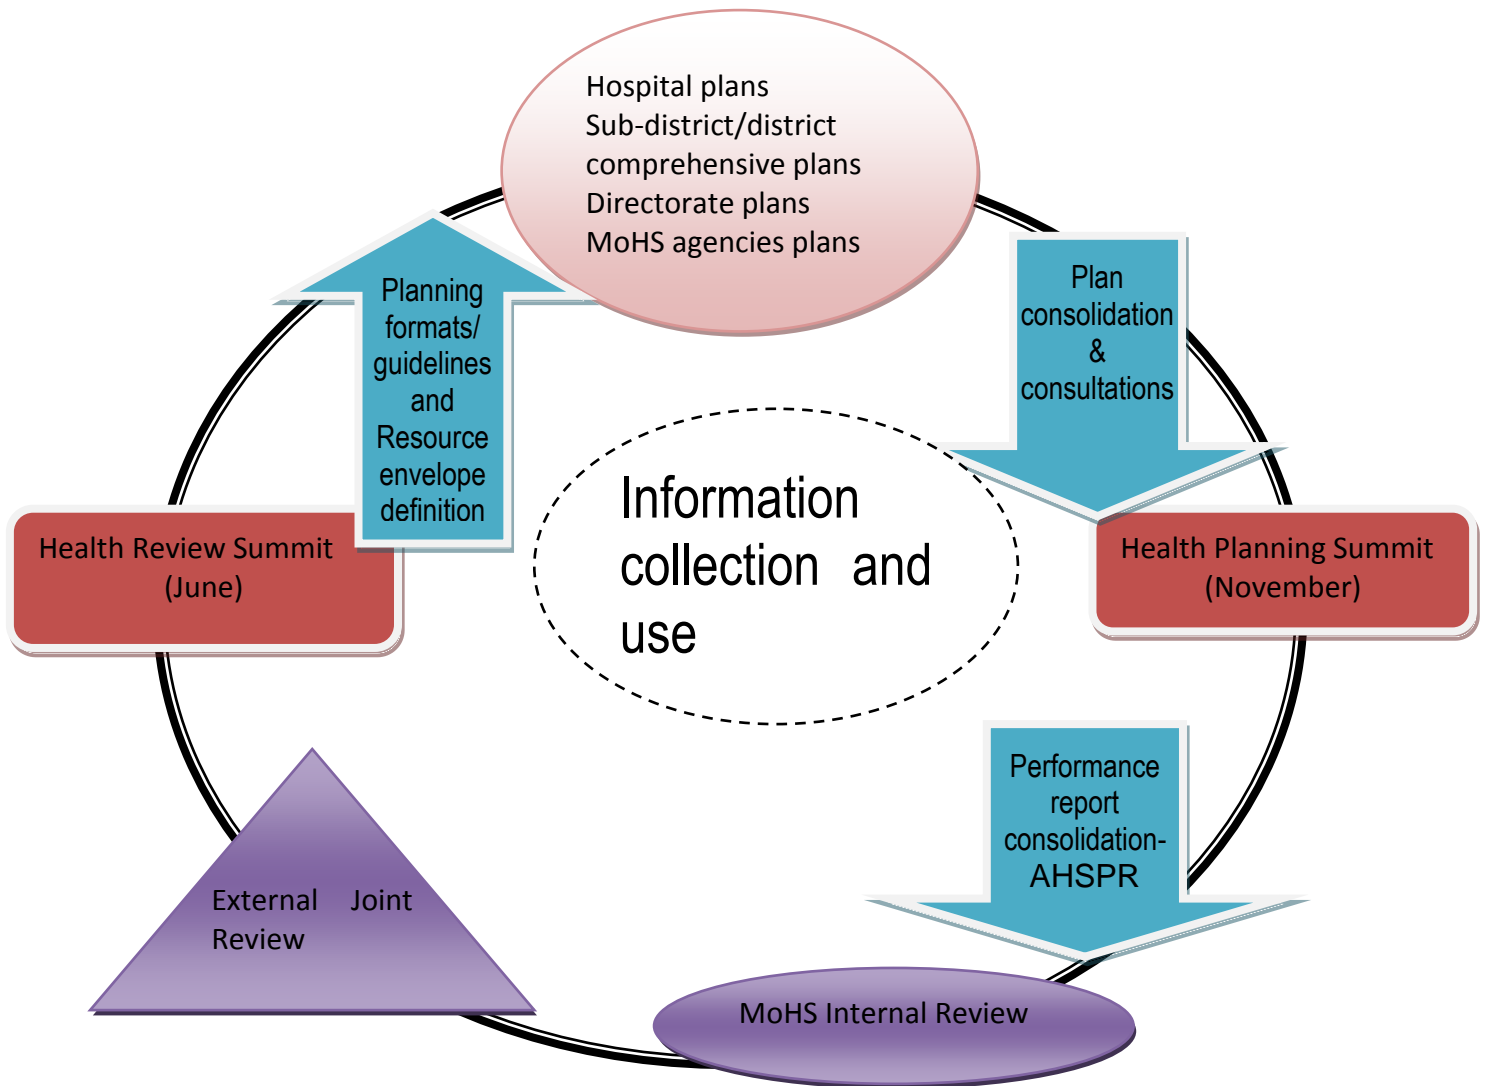 Hospital plans
Sub-district/district
comprehensive plans
Directorate plans
MoHS agencies plans
Planning
formats/
guidelines
and
Resource
envelope
definition
Plan
consolidation
&
consultations
Information
collection and
use
Health Review Summit
(June)
Health Planning Summit
(November)
Performance
report
consolidation-
AHSPR
External Joint
Review
MoHS Internal Review